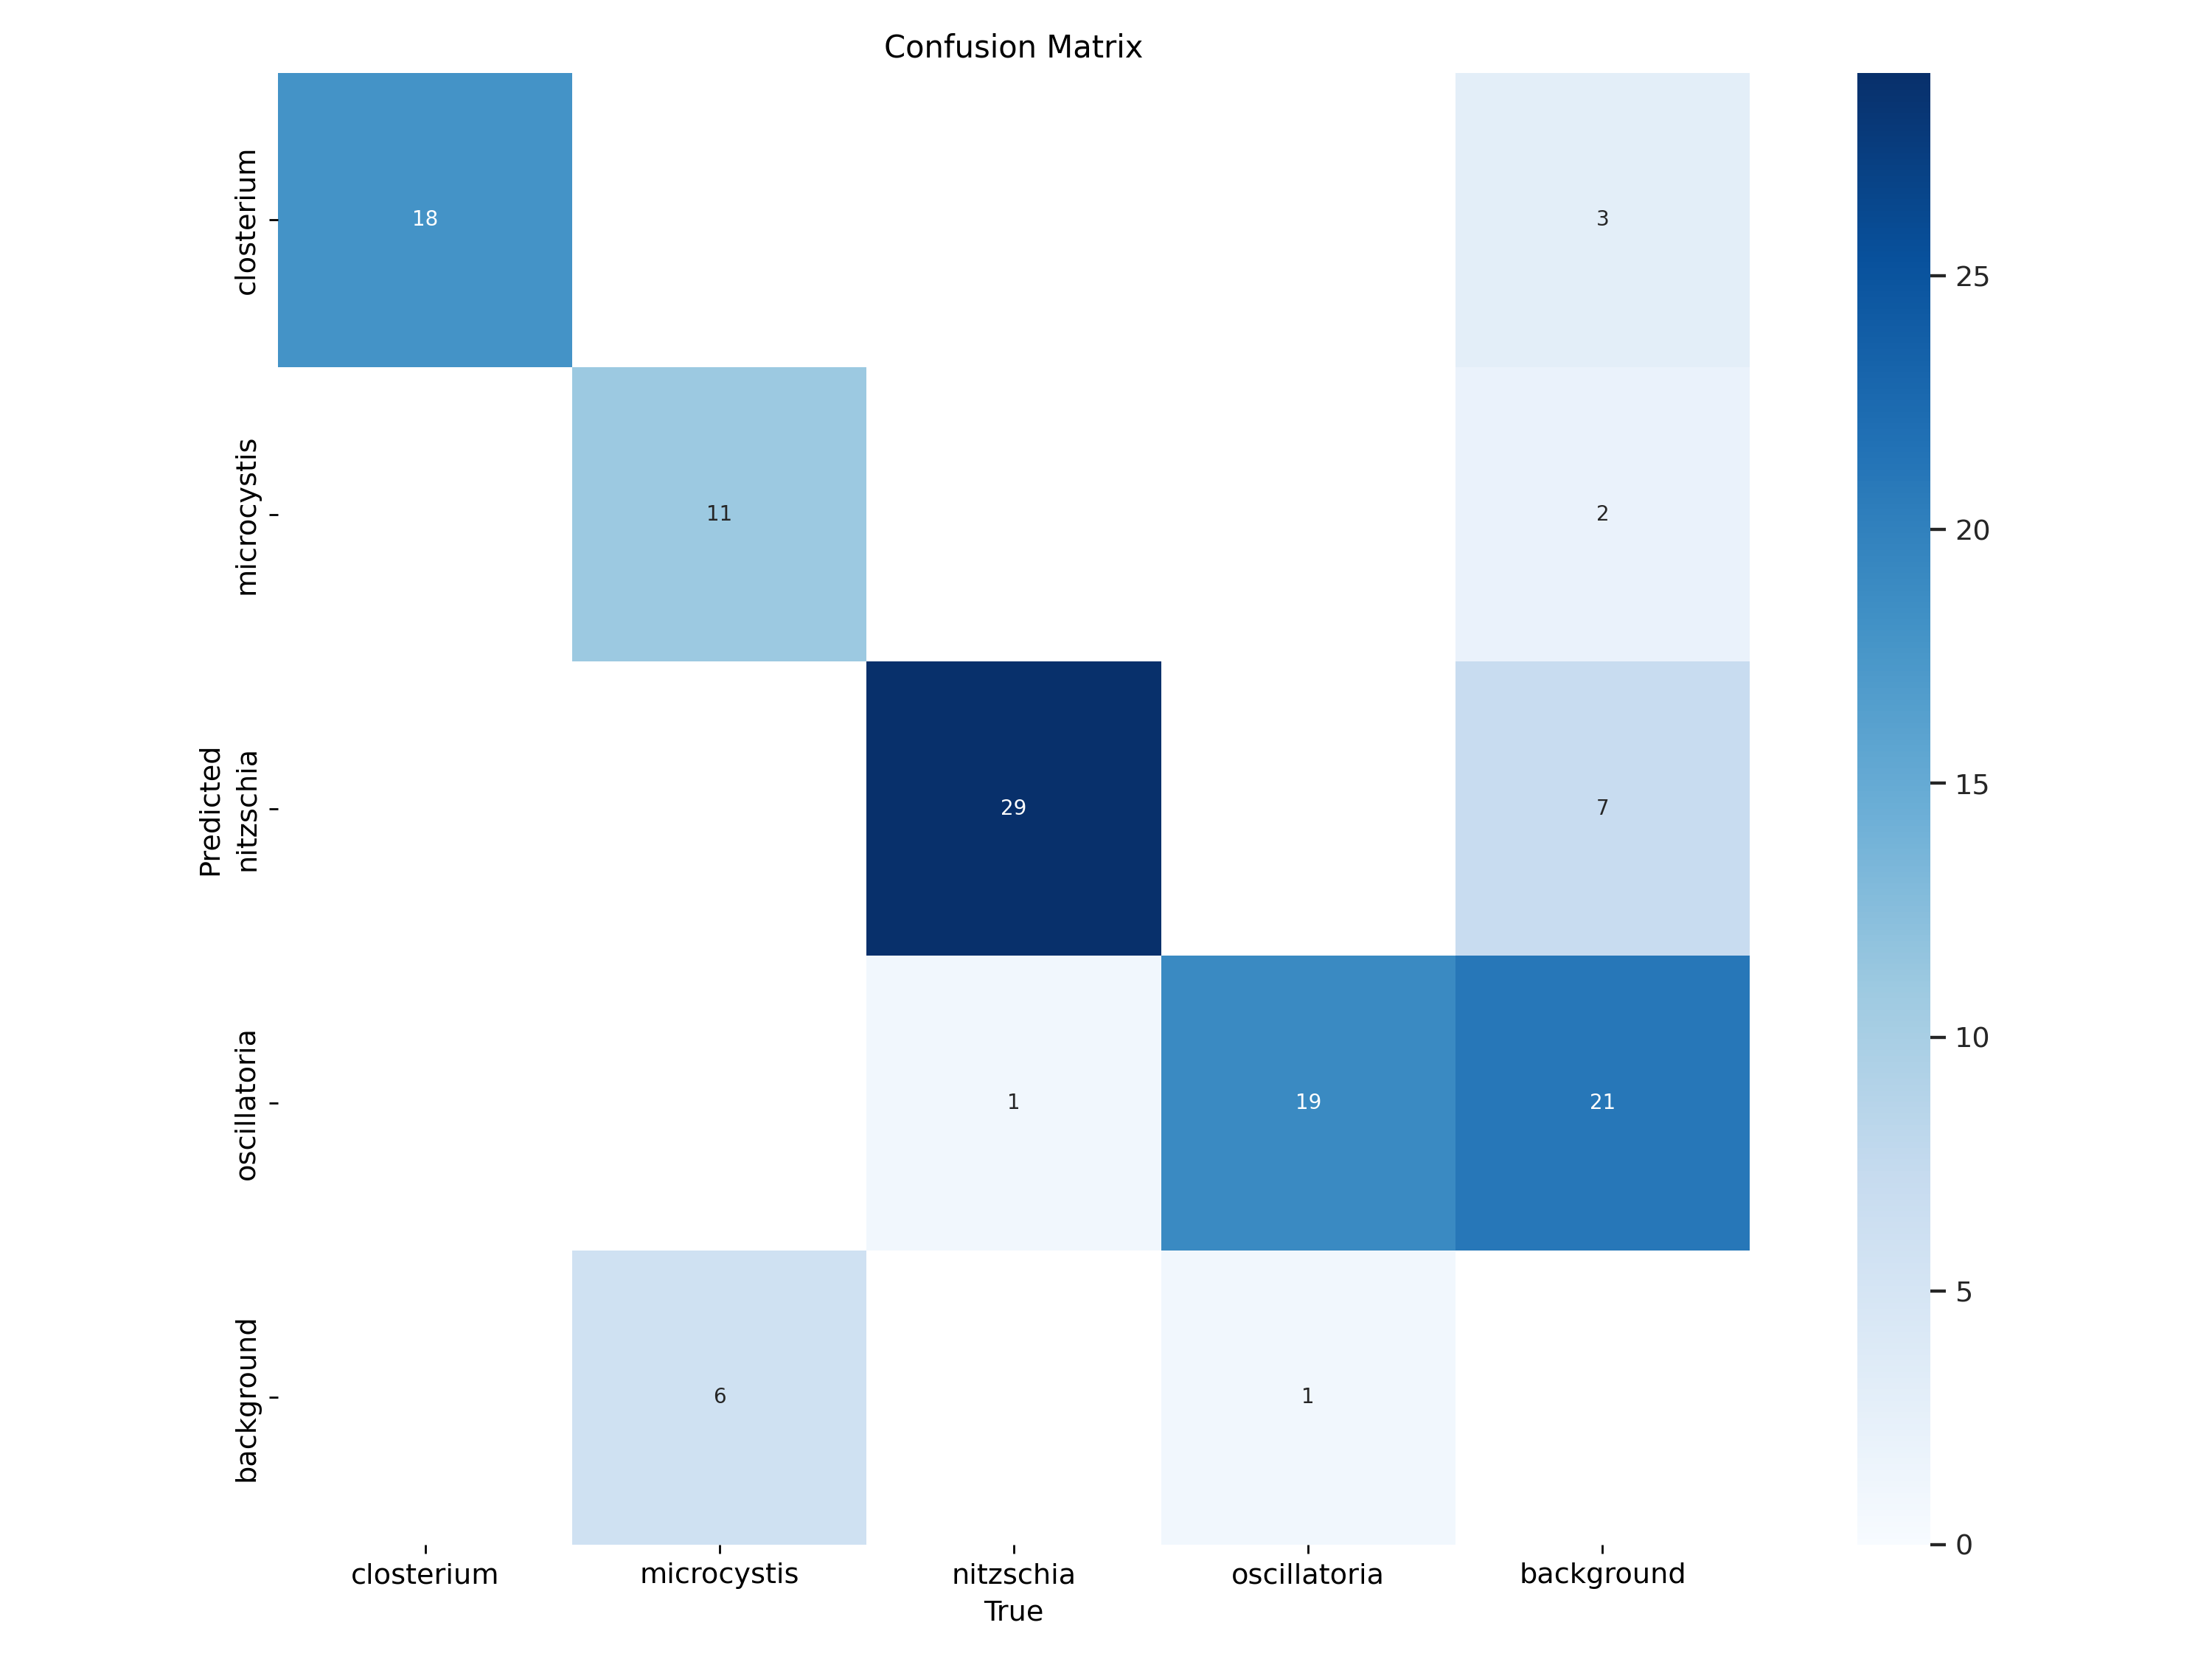 Confusion Matrix
closterium
18
3
25
microcystis
11
2
20
Predicted
nitzschia
29
7
15
oscillatoria
1
19
21
10
background
6
1
5
0
closterium
microcystis
nitzschia
oscillatoria
background
True